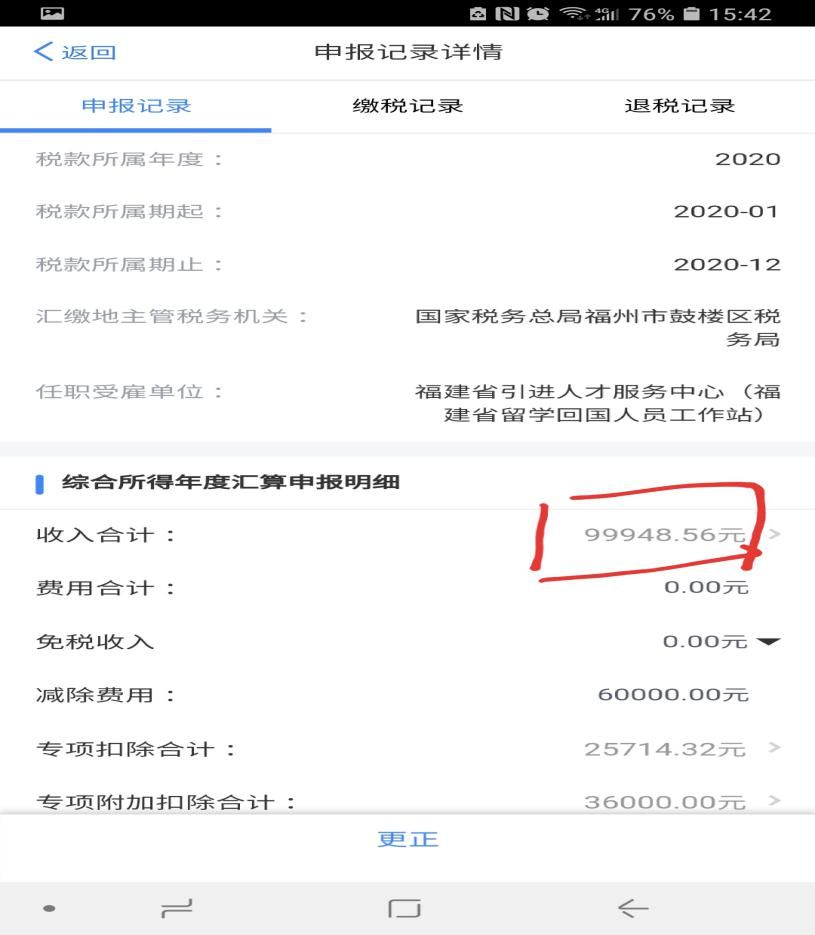 4G 76% 15:42
返回 申报记录详情
申报记录 缴税记录 退税记录
税款所属年度： 2020
税款所属期起： 2020-01
税款所属期止： 2020-12
汇缴地主管税务机关： 国家税务总局福州市鼓楼区税
务局
任职受雇单位： 福建省引进人才服务中心（福
建省留学回国人员工作站）
综合所得年度汇算申报明细
收入合计： 99948.56元
费用合计： 0.00元
免税收入 0.00元
减除费用： 60000.00元
专项扣除合计： 25714.32元
专项附加扣除合计： 36000.00元
更正